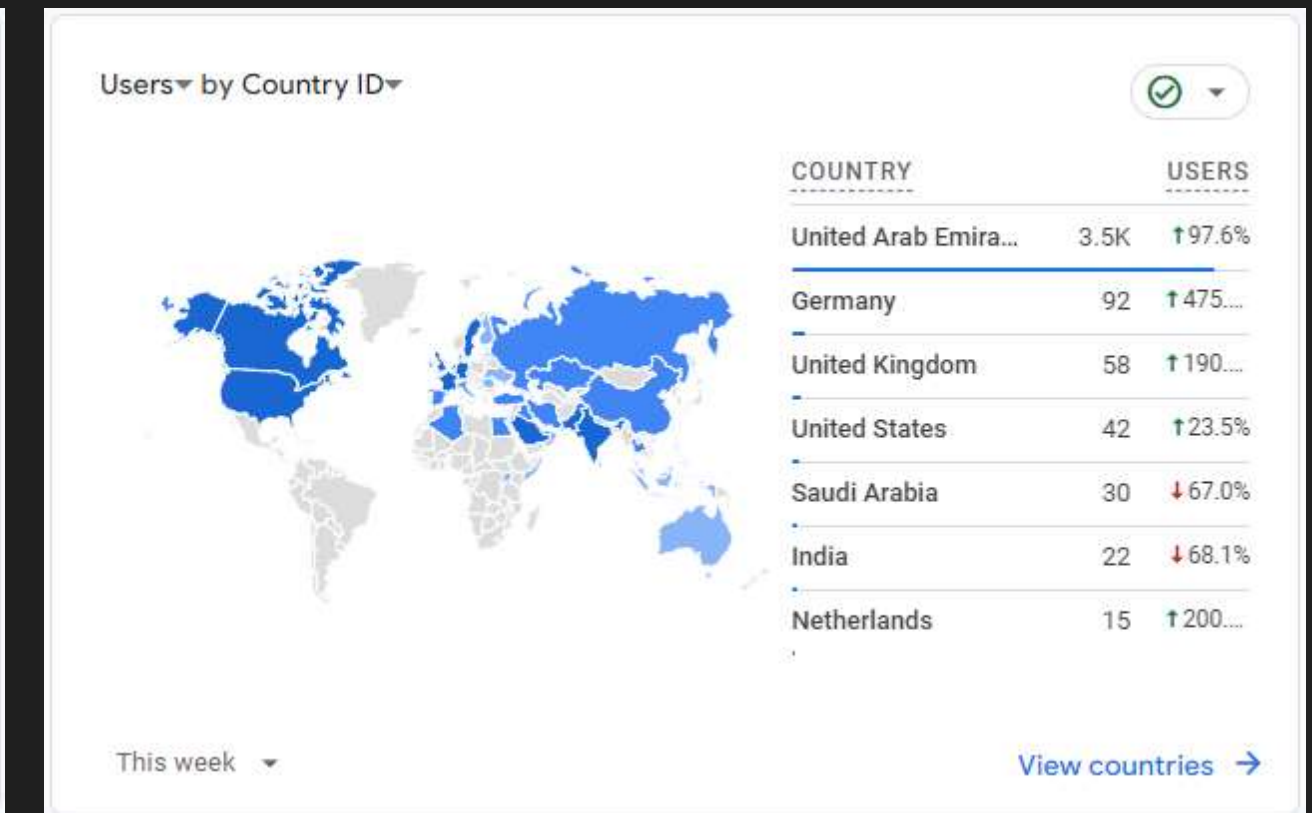 Users by Country ID
COUNTRY USERS
United Arab Emira... 3.5K ↑97.6%
Germany 92 ↑475....
United Kingdom 58 ↑190....
United States 42 ↑23.5%
Saudi Arabia 30 ↓67.0%
India 22 ↓68.1%
Netherlands 15 ↑200....
This week
View countries →